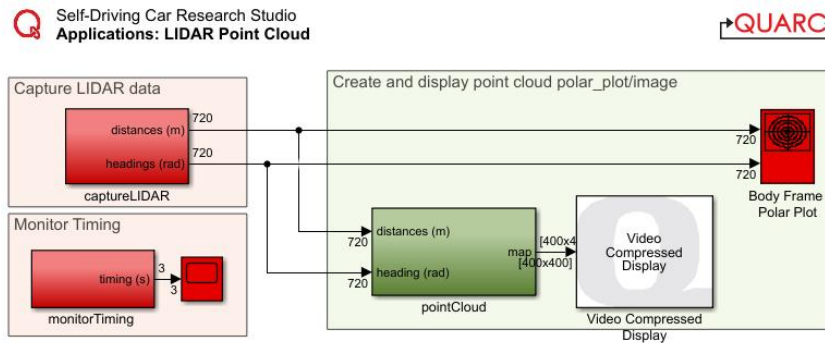 Self-Driving Car Research Studio
Applications: LIDAR Point Cloud
QUARC
Capture LIDAR data
distances (m)
720
headings (rad)
720
captureLIDAR
Monitor Timing
timing (s)
3
3
monitorTiming
Create and display point cloud polar_plot/image
720
720
Body Frame
Polar Plot
720
distances (m)
720
heading (rad)
map
pointCloud
[400x4
[400x400]
Video
Compressed
Display
Video Compressed
Display